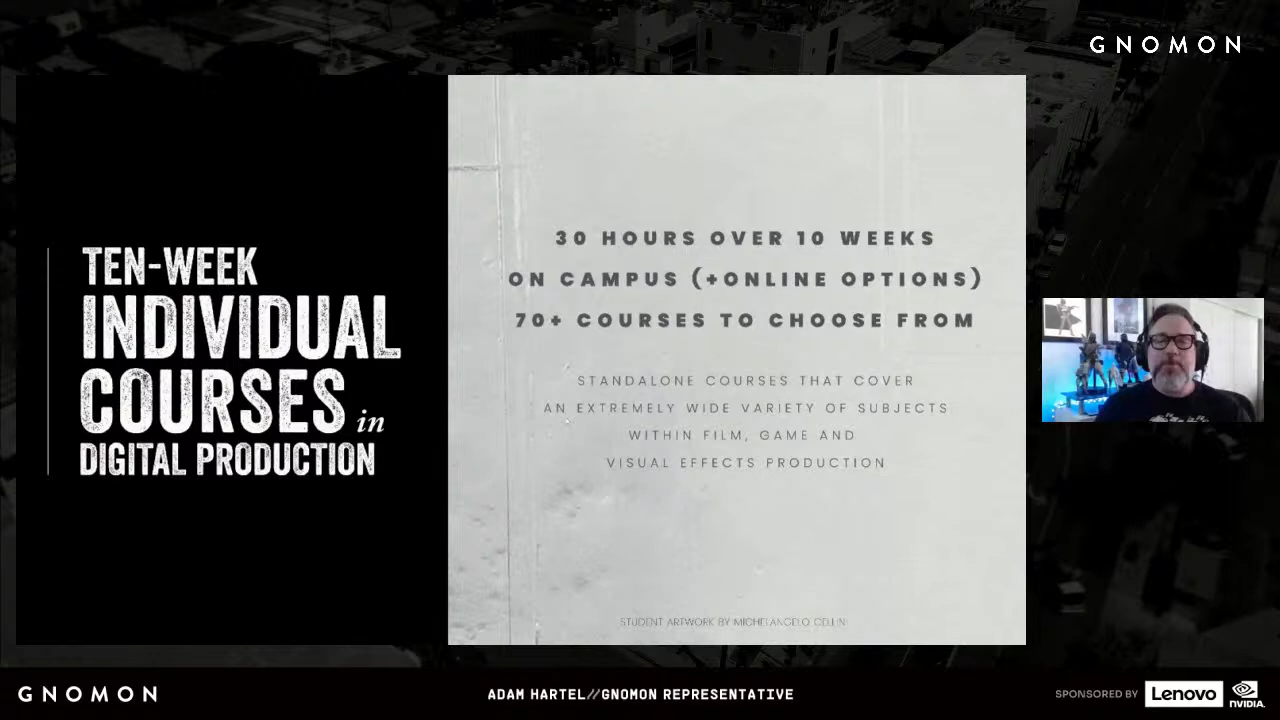 GNOMON
TEN-WEEK
INDIVIDUAL
COURSES in
DIGITAL PRODUCTION
30 HOURS OVER 10 WEEKS
ON CAMPUS (+ONLINE OPTIONS)
70+ COURSES TO CHOOSE FROM
STANDALONE COURSES THAT COVER
AN EXTREMELY WIDE VARIETY OF SUBJECTS
WITHIN FILM, GAME AND
VISUAL EFFECTS PRODUCTION
STUDENT ARTWORK BY MICHELANGELO
GNOMON
ADAM HARTEL//GNOMON REPRESENTATIVE
SPONSORED BY Lenovo NVIDIA.